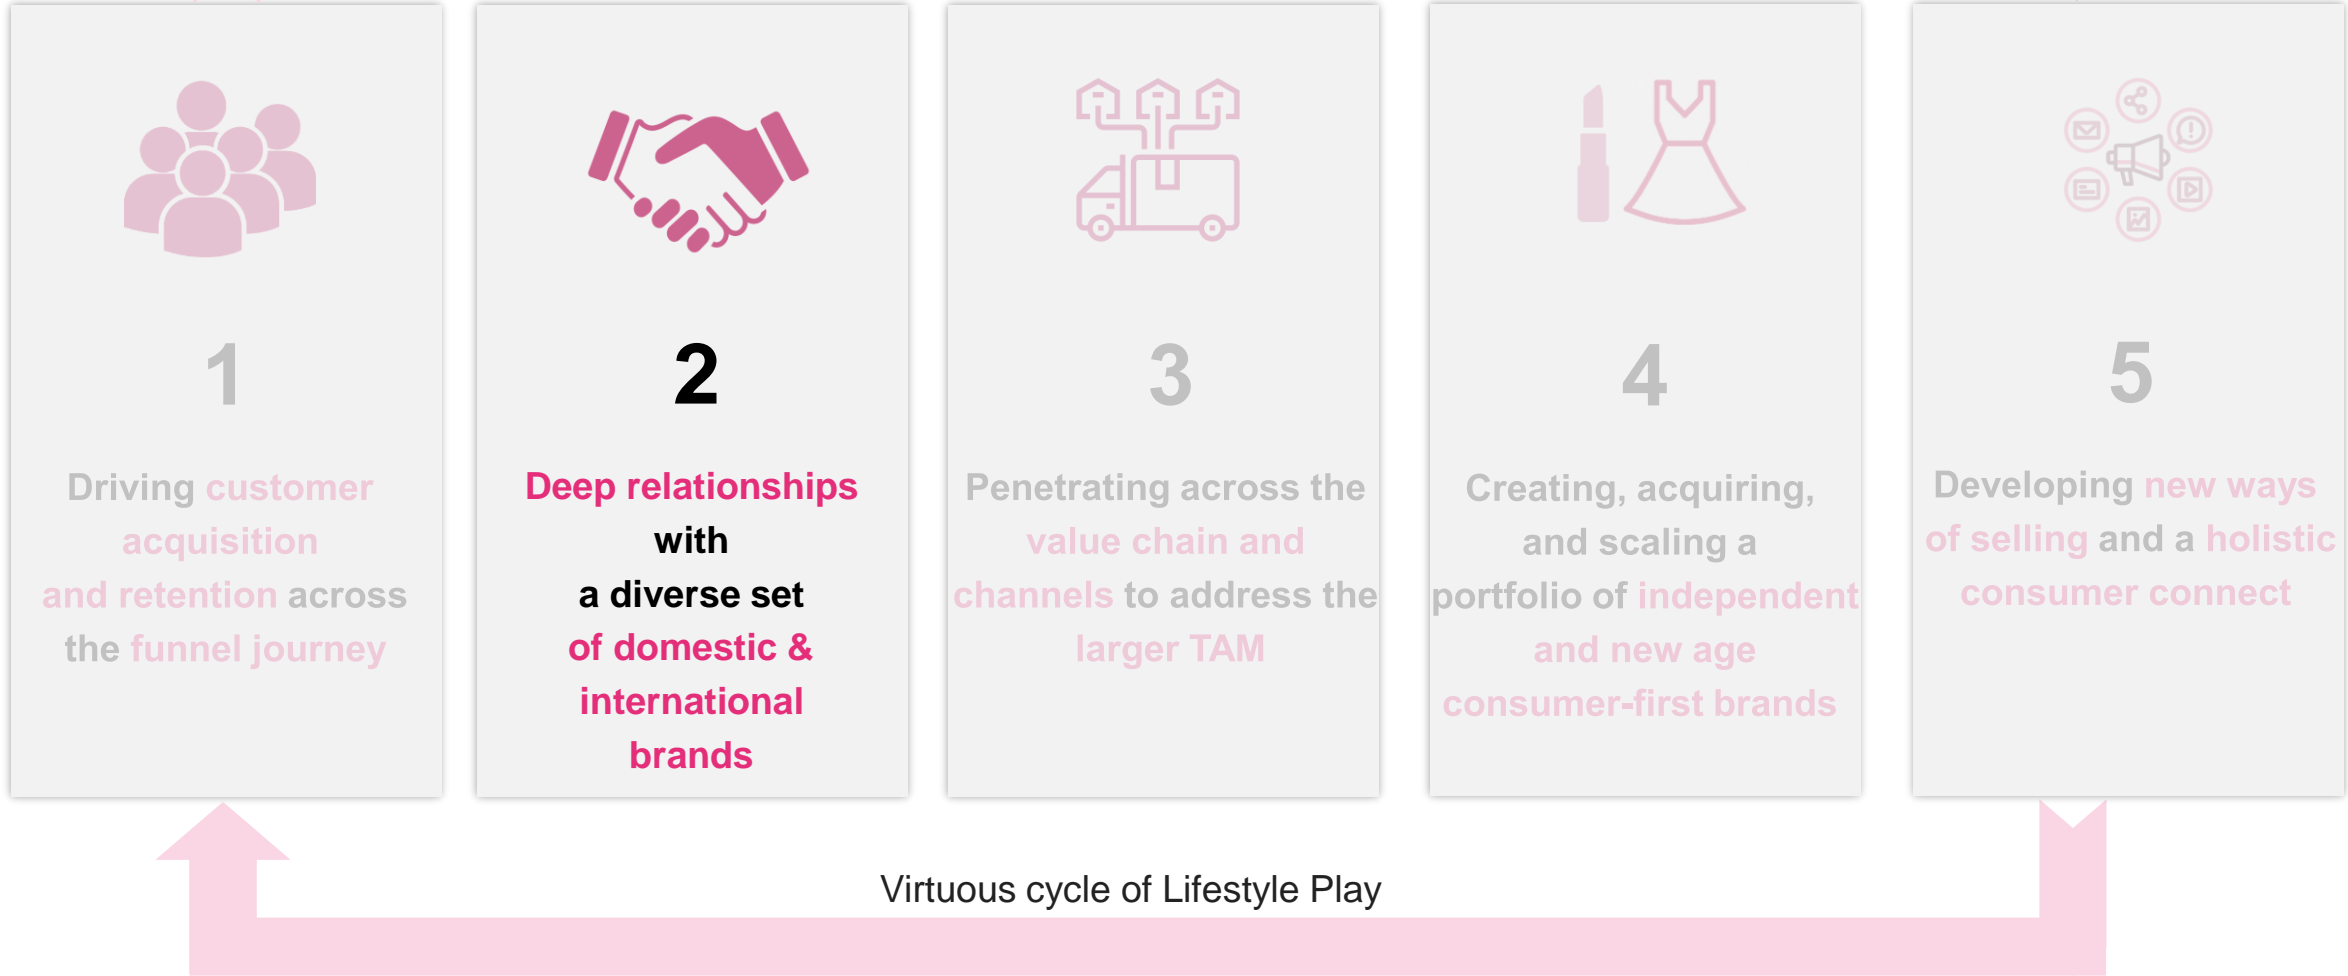 1
Driving customer
acquisition
and retention across
the funnel journey
2
Deep relationships
with
a diverse set
of domestic &
international
brands
3
Penetrating across the
value chain and
channels to address the
larger TAM
4
Creating, acquiring,
and scaling a
portfolio of independent
and new age
consumer-first brands
5
Developing new ways
of selling and a holistic
consumer connect
Virtuous cycle of Lifestyle Play